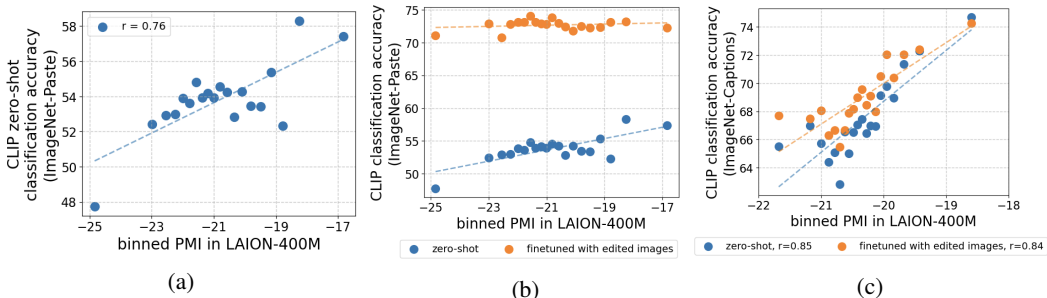 CLIP zero-shot
classification accuracy
(ImageNet-Paste)
58
56
54
52
50
48
r = 0.76
−25
−23
−21
−19
−17
binned PMI in LAION-400M
(a)
CLIP classification accuracy
(ImageNet-Paste)
75
70
65
60
55
50
−25
−23
−21
−19
−17
binned PMI in LAION-400M
zero-shot
finetuned with edited images
(b)
CLIP classification accuracy
(ImageNet-Captions)
74
72
70
68
66
64
−22
−21
−20
−19
−18
binned PMI in LAION-400M
zero-shot, r=0.85
finetuned with edited images, r=0.84
(c)